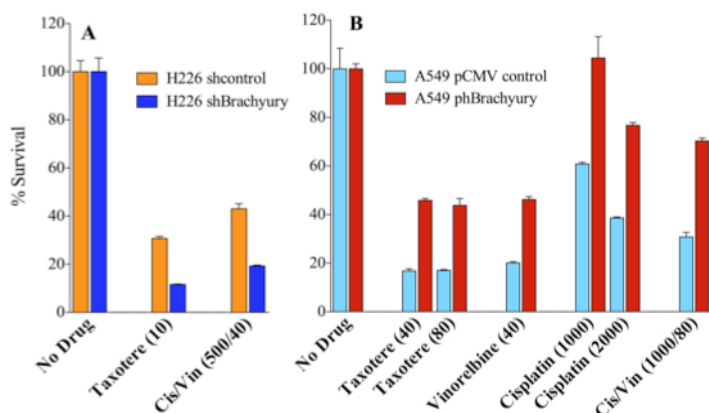 A
H226 shcontrol
H226 shBrachyury
% Survival
120
100
80
60
40
20
0
No Drug
Taxotere (10)
Cis/Vin (500/40)
B
A549 pCMV control
A549 phBrachyury
120
100
80
60
40
20
0
No Drug
Taxotere (40)
Taxotere (80)
Vinorelbine (40)
Cisplatin (1000)
Cisplatin (2000)
Cis/Vin (1000/80)